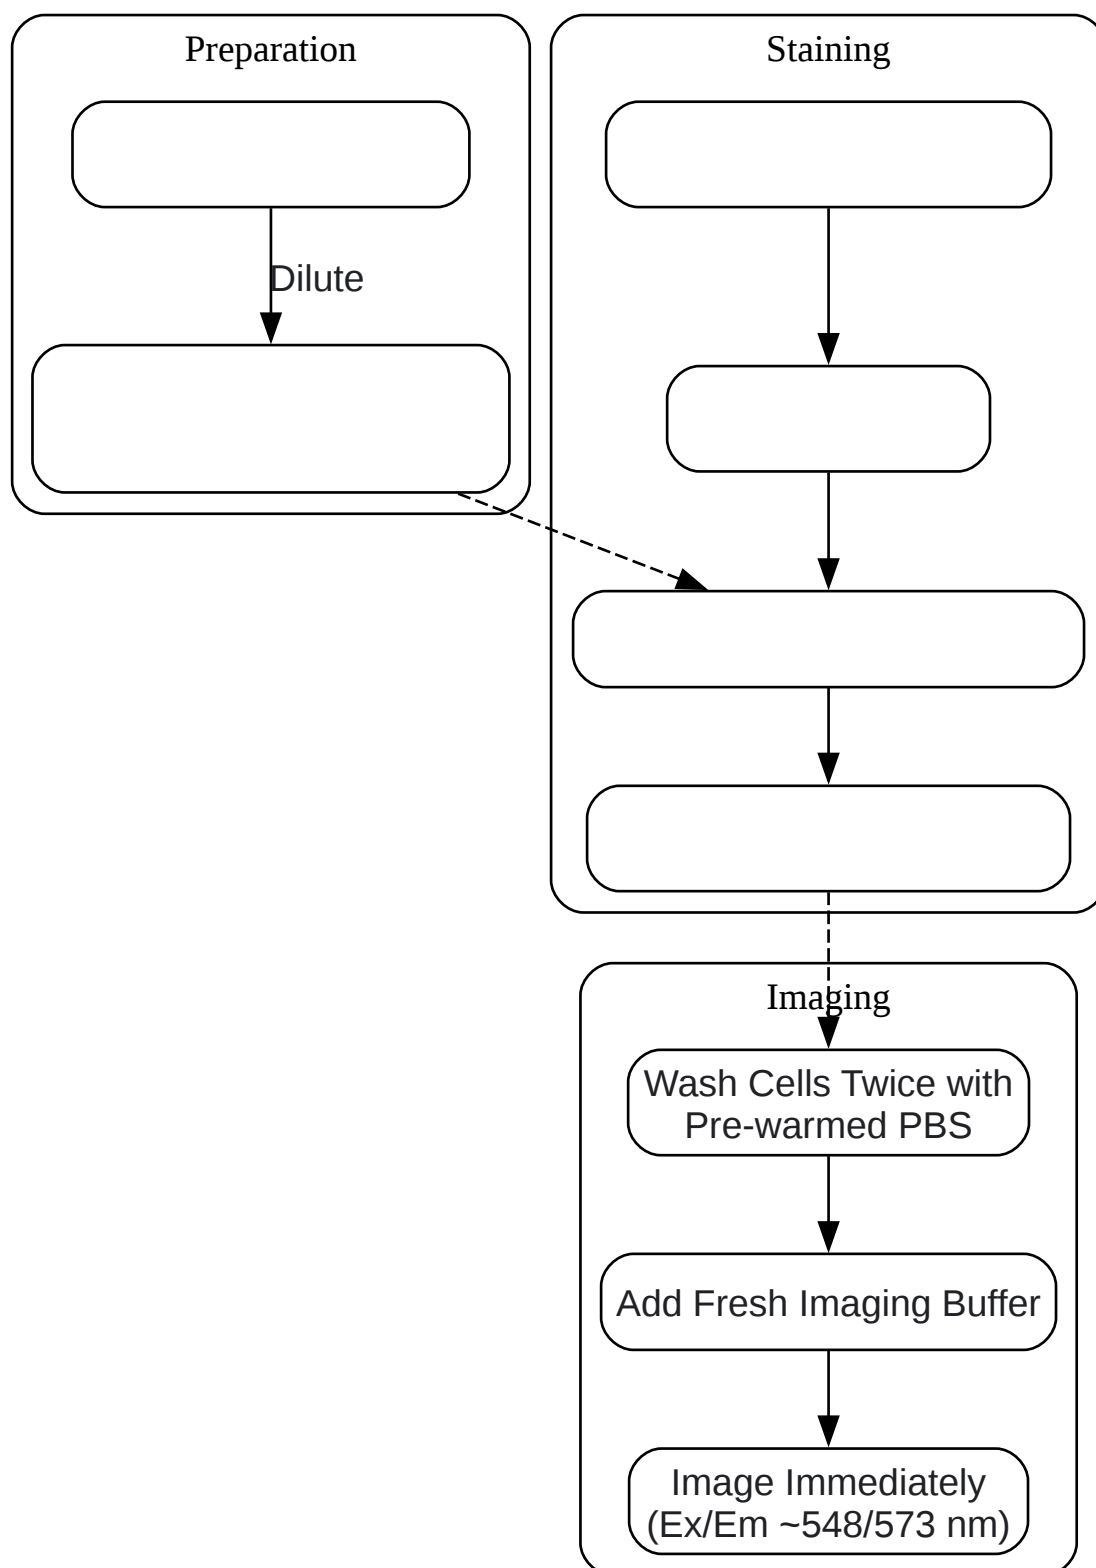 Preparation
Dilute
Staining
Imaging
Wash Cells Twice with
Pre-warmed PBS
Add Fresh Imaging Buffer
Image Immediately
(Ex/Em ~548/573 nm)